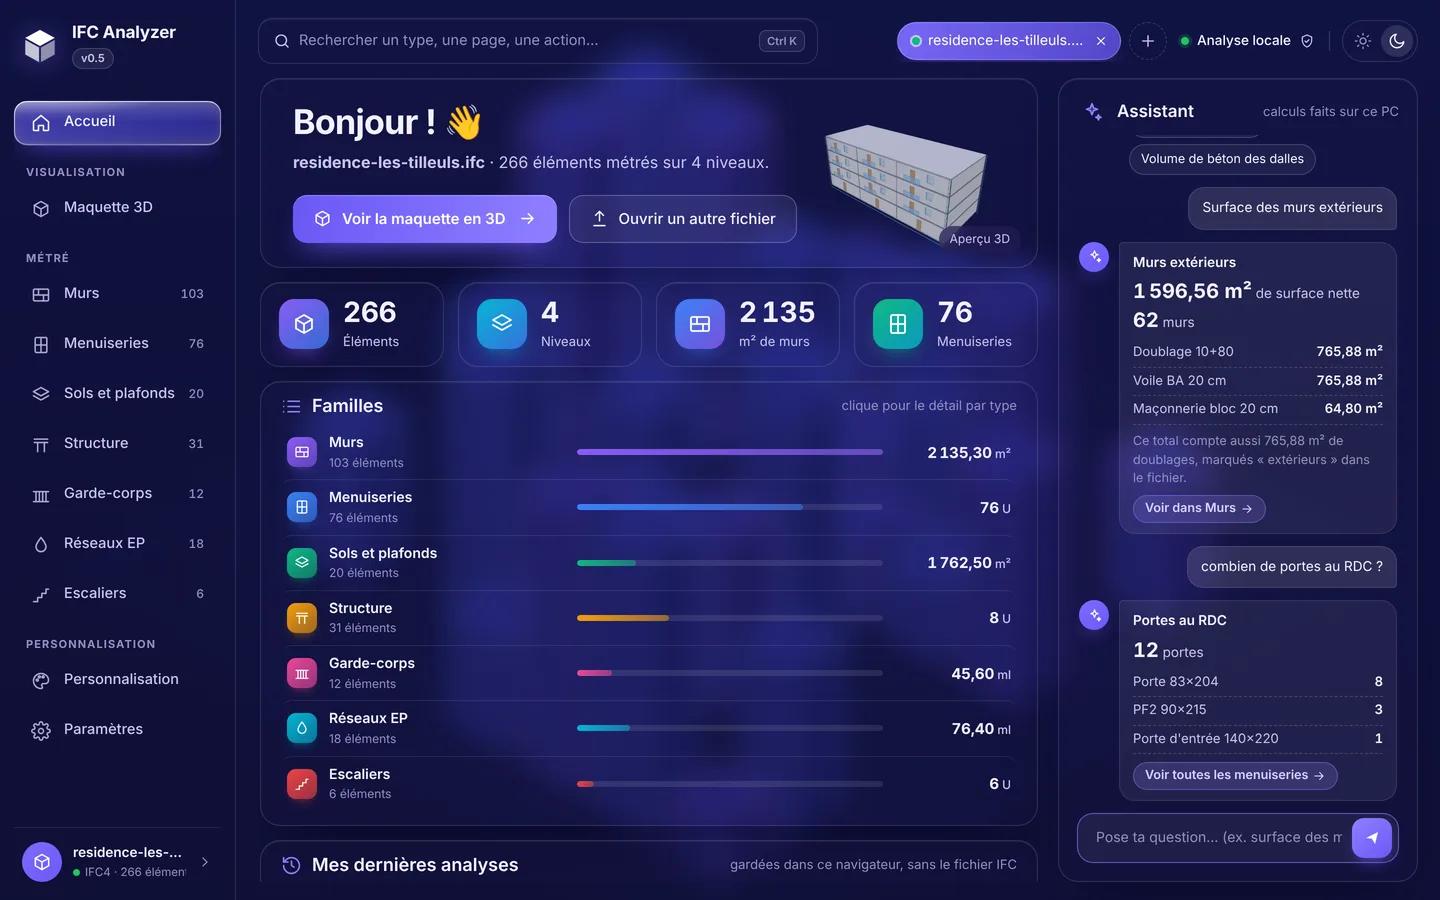 IFC Analyzer
v0.5
Accueil
VISUALISATION
Maquette 3D
MÉTRÉ
Murs 103
Menuiseries 76
Sols et plafonds 20
Structure 31
Garde-corps 12
Réseaux EP 18
Escaliers 6
PERSONNALISATION
Personnalisation
Paramètres
residence-les-...
IFC4 · 266 élémen
Rechercher un type, une page, une action... Ctrl K
residence-les-tilleuls....
Analyse locale
Bonjour ! 👋
residence-les-tilleuls.ifc · 266 éléments métrés sur 4 niveaux.
Voir la maquette en 3D →
Ouvrir un autre fichier
Aperçu 3D
266
Éléments
4
Niveaux
2 135
m² de murs
76
Menuiseries
Familles
clique pour le détail par type
Murs
103 éléments
2 135,30 m²
Menuiseries
76 éléments
76 U
Sols et plafonds
20 éléments
1 762,50 m²
Structure
31 éléments
8 U
Garde-corps
12 éléments
45,60 ml
Réseaux EP
18 éléments
76,40 ml
Escaliers
6 éléments
6 U
Mes dernières analyses
gardées dans ce navigateur, sans le fichier IFC
Assistant
calculs faits sur ce PC
Volume de béton des dalles
Surface des murs extérieurs
Murs extérieurs
1 596,56 m² de surface nette
62 murs
Doublage 10+80 765,88 m²
Voile BA 20 cm 765,88 m²
Maçonnerie bloc 20 cm 64,80 m²
Ce total compte aussi 765,88 m² de
doublages, marqués « extérieurs » dans
le fichier.
Voir dans Murs →
combien de portes au RDC ?
Portes au RDC
12 portes
Porte 83×204 8
PF2 90×215 3
Porte d'entrée 140×220 1
Voir toutes les menuiseries →
Pose ta question... (ex. surface des m